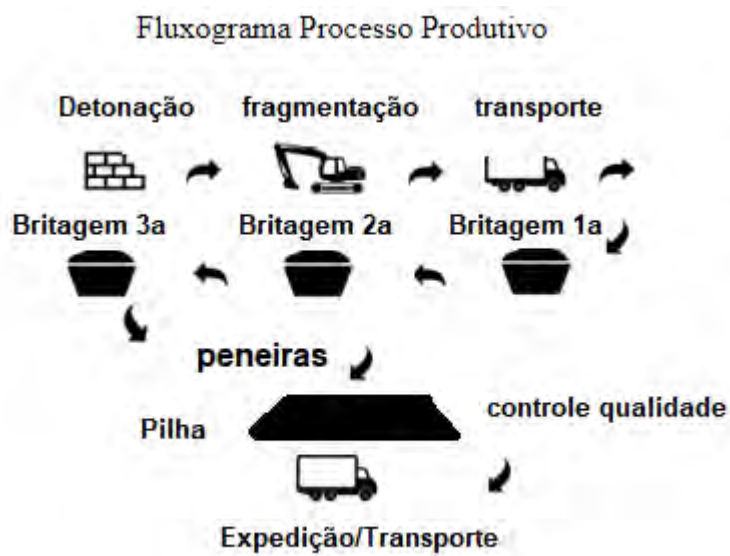 Fluxograma Processo Produtivo
Detonação fragmentação transporte
Britagem 3a Britagem 2a Britagem 1a
peneiras
controle qualidade
Pilha
Expedição/Transporte